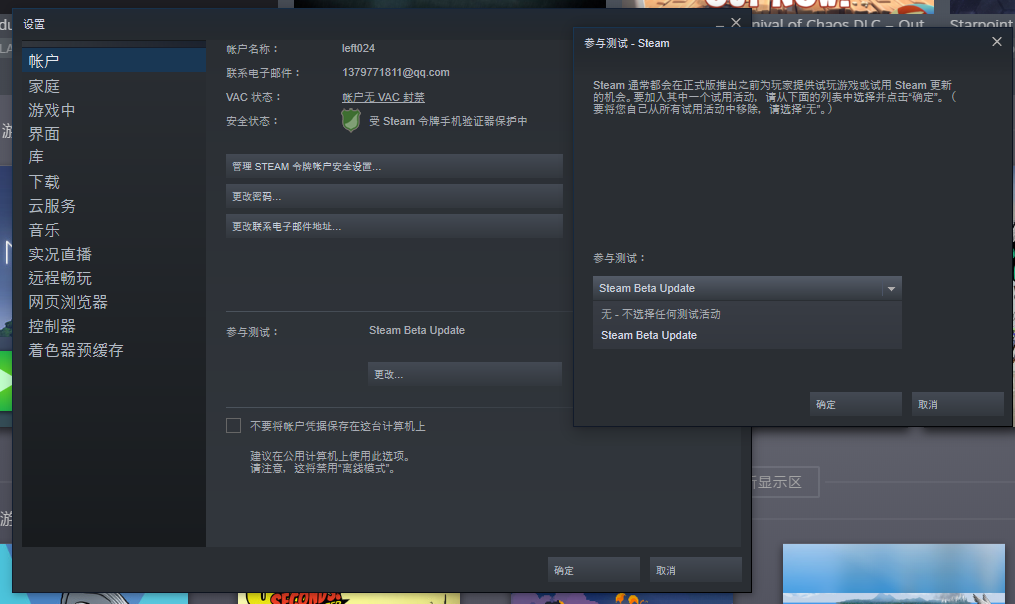 OUT NOW!
nival of Chaos DLC – Out
Starpoint
设置
帐户
家庭
游戏中
界面
库
下载
云服务
音乐
实况直播
远程畅玩
网页浏览器
控制器
着色器预缓存
帐户名称： left024
联系电子邮件： 1379771811@qq.com
VAC 状态： 帐户无 VAC 封禁
安全状态： 受 Steam 令牌手机验证器保护中
管理 STEAM 令牌帐户安全设置...
更改密码...
更改联系电子邮件地址...
参与测试： Steam Beta Update
更改...
不要将帐户凭据保存在这台计算机上
建议在公用计算机上使用此选项。
请注意，这将禁用“离线模式”。
确定 取消
参与测试 - Steam
Steam 通常都会在正式版推出之前为玩家提供试玩游戏或试用 Steam 更新
的机会。要加入其中一个试用活动，请从下面的列表中选择并点击“确定”。（
要将您自己从所有试用活动中移除，请选择“无”。）
参与测试：
Steam Beta Update
无 - 不选择任何测试活动
Steam Beta Update
确定 取消
显示区
游
游
SECONDS